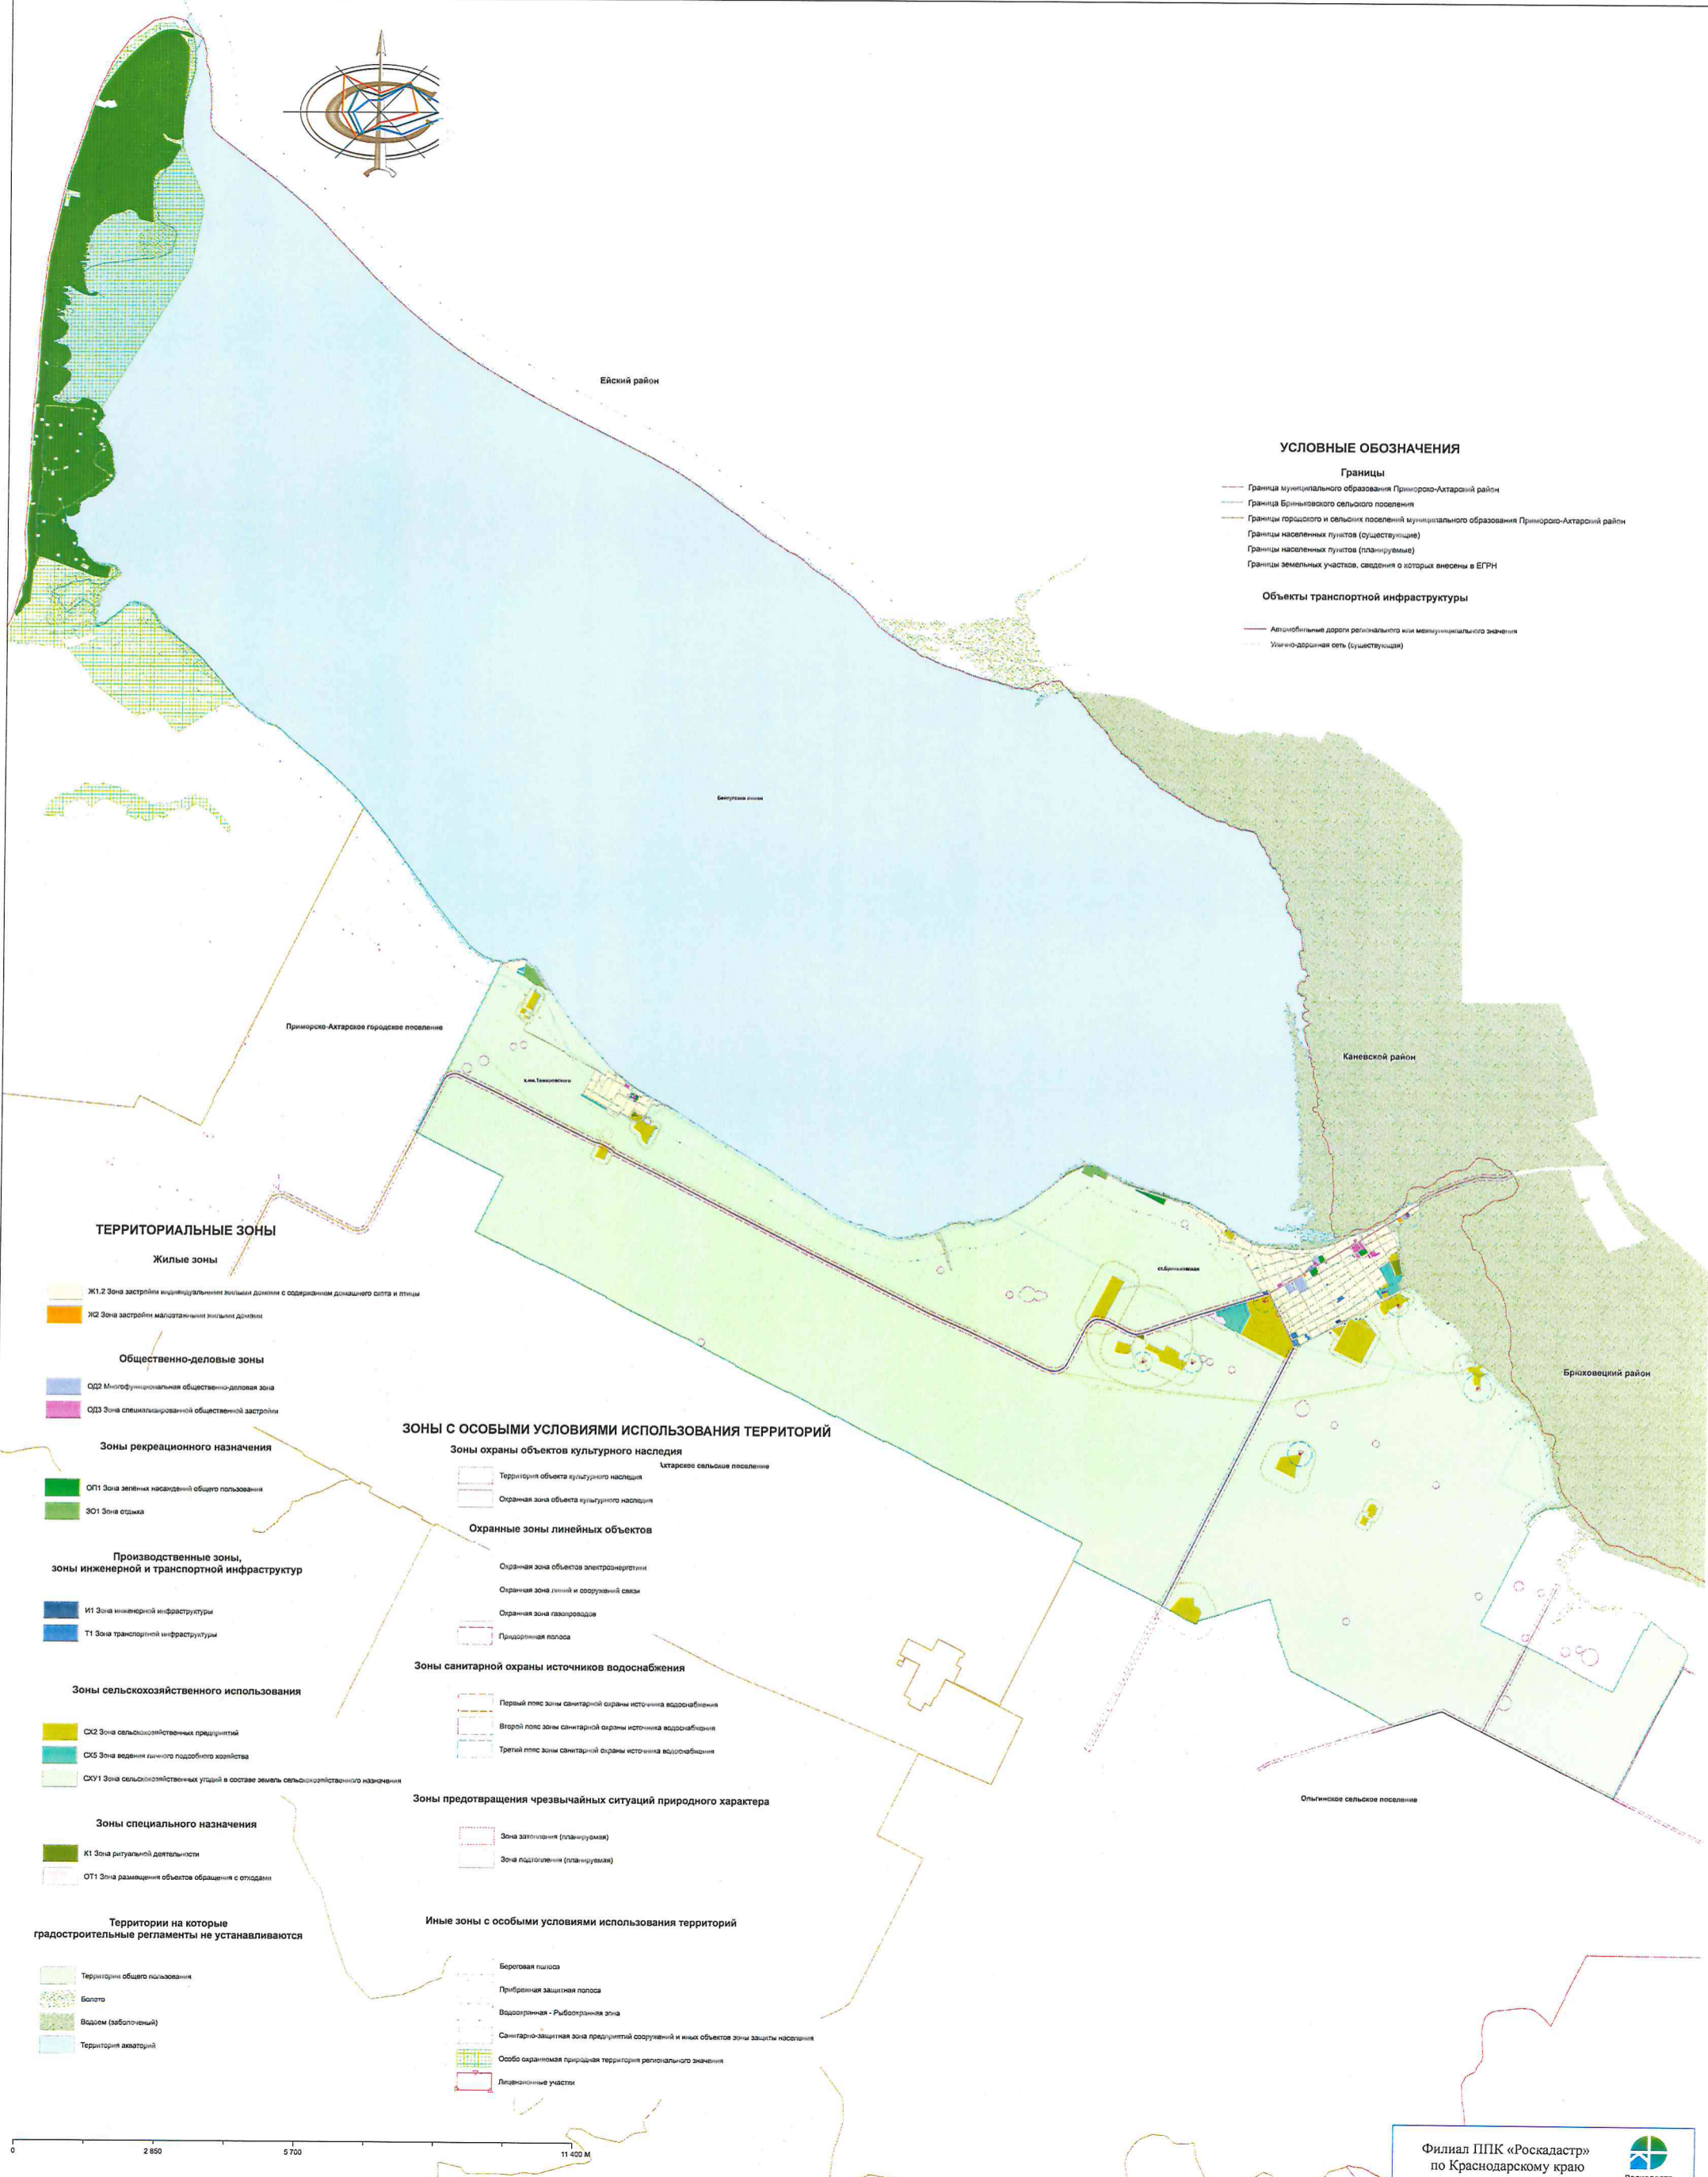 Ейский район
УСЛОВНЫЕ ОБОЗНАЧЕНИЯ
Границы
Граница муниципального образования Приморско-Ахтарский район
Граница Бриньковского сельского поселения
Границы городского и сельских поселений муниципального образования Приморско-Ахтарский район
Границы населенных пунктов (существующие)
Границы населенных пунктов (планируемые)
Границы земельных участков, сведения о которых внесены в ЕГРН
Объекты транспортной инфраструктуры
Автомобильные дороги регионального или межмуниципального значения
Улично-дорожная сеть (существующая)
лиман
Приморско-Ахтарское городское поселение
Каневской район
ст.Бриньковская
Брюховецкий район
ТЕРРИТОРИАЛЬНЫЕ ЗОНЫ
Жилые зоны
Ж1.2 Зона застройки индивидуальными жилыми домами с содержанием домашнего скота и птицы
Ж2 Зона застройки малоэтажными жилыми домами
Общественно-деловые зоны
ОД2 Многофункциональная общественно-деловая зона
ОД3 Зона специализированной общественной застройки
Зоны рекреационного назначения
ОП1 Зона зелёных насаждений общего пользования
ЗО1 Зона отдыха
Производственные зоны,
зоны инженерной и транспортной инфраструктур
И1 Зона инженерной инфраструктуры
Т1 Зона транспортной инфраструктуры
Зоны сельскохозяйственного использования
СХ2 Зона сельскохозяйственных предприятий
СХ5 Зона ведения личного подсобного хозяйства
СХУ1 Зона сельскохозяйственных угодий в составе земель сельскохозяйственного назначения
Зоны специального назначения
К1 Зона ритуальной деятельности
ОТ1 Зона размещения объектов обращения с отходами
Территории на которые
градостроительные регламенты не устанавливаются
Территории общего пользования
Болото
Водоем (заболоченый)
Территория акваторий
ЗОНЫ С ОСОБЫМИ УСЛОВИЯМИ ИСПОЛЬЗОВАНИЯ ТЕРРИТОРИЙ
Зоны охраны объектов культурного наследия
Ахтарское сельское поселение
Территория объекта культурного наследия
Охранная зона объекта культурного наследия
Охранные зоны линейных объектов
Охранная зона объектов электроэнергетики
Охранная зона линий и сооружений связи
Охранная зона газопроводов
Придорожная полоса
Зоны санитарной охраны источников водоснабжения
Первый пояс зоны санитарной охраны источника водоснабжения
Второй пояс зоны санитарной охраны источника водоснабжения
Третий пояс зоны санитарной охраны источника водоснабжения
Зоны предотвращения чрезвычайных ситуаций природного характера
Зона затопления (планируемая)
Зона подтопления (планируемая)
Иные зоны с особыми условиями использования территорий
Береговая полоса
Прибрежная защитная полоса
Водоохранная - Рыбоохранная зона
Санитарно-защитная зона предприятий сооружений и иных объектов зоны защиты населения
Особо охраняемая природная территория регионального значения
Лицензионные участки
Ольгинское сельское поселение
0 2 850 5 700 11 400 М
Филиал ППК «Роскадастр»
по Краснодарскому краю